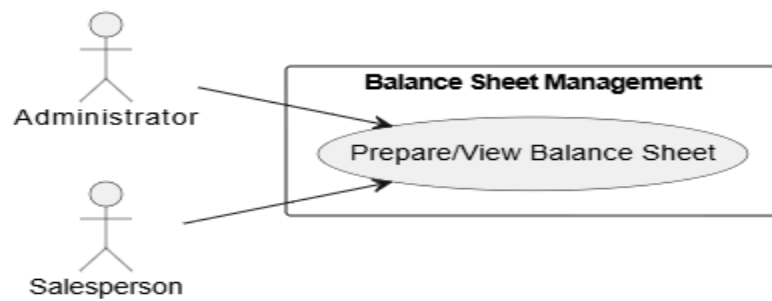 Balance Sheet Management
Administrator
Prepare/View Balance Sheet
Salesperson